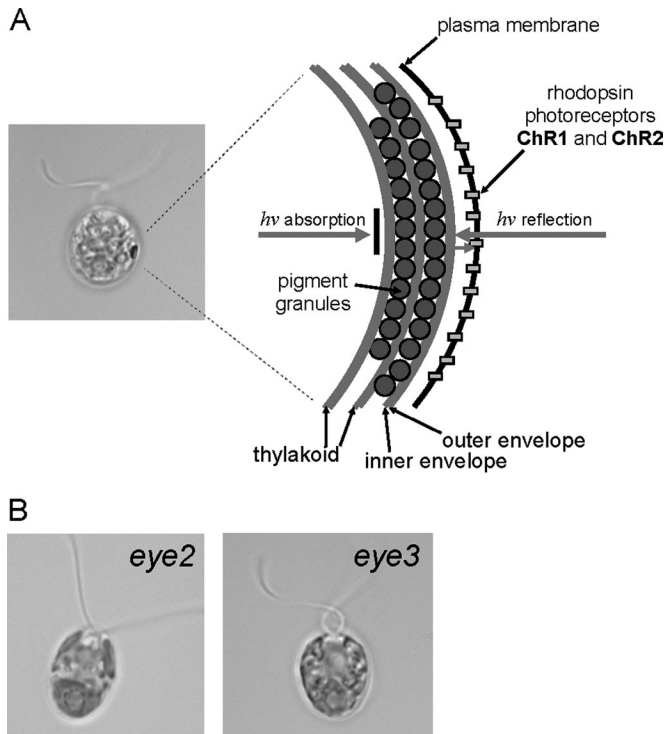 A
plasma membrane
rhodopsin
photoreceptors
ChR1 and ChR2
hν absorption
hν reflection
pigment
granules
thylakoid
outer envelope
inner envelope
B
eye2
eye3